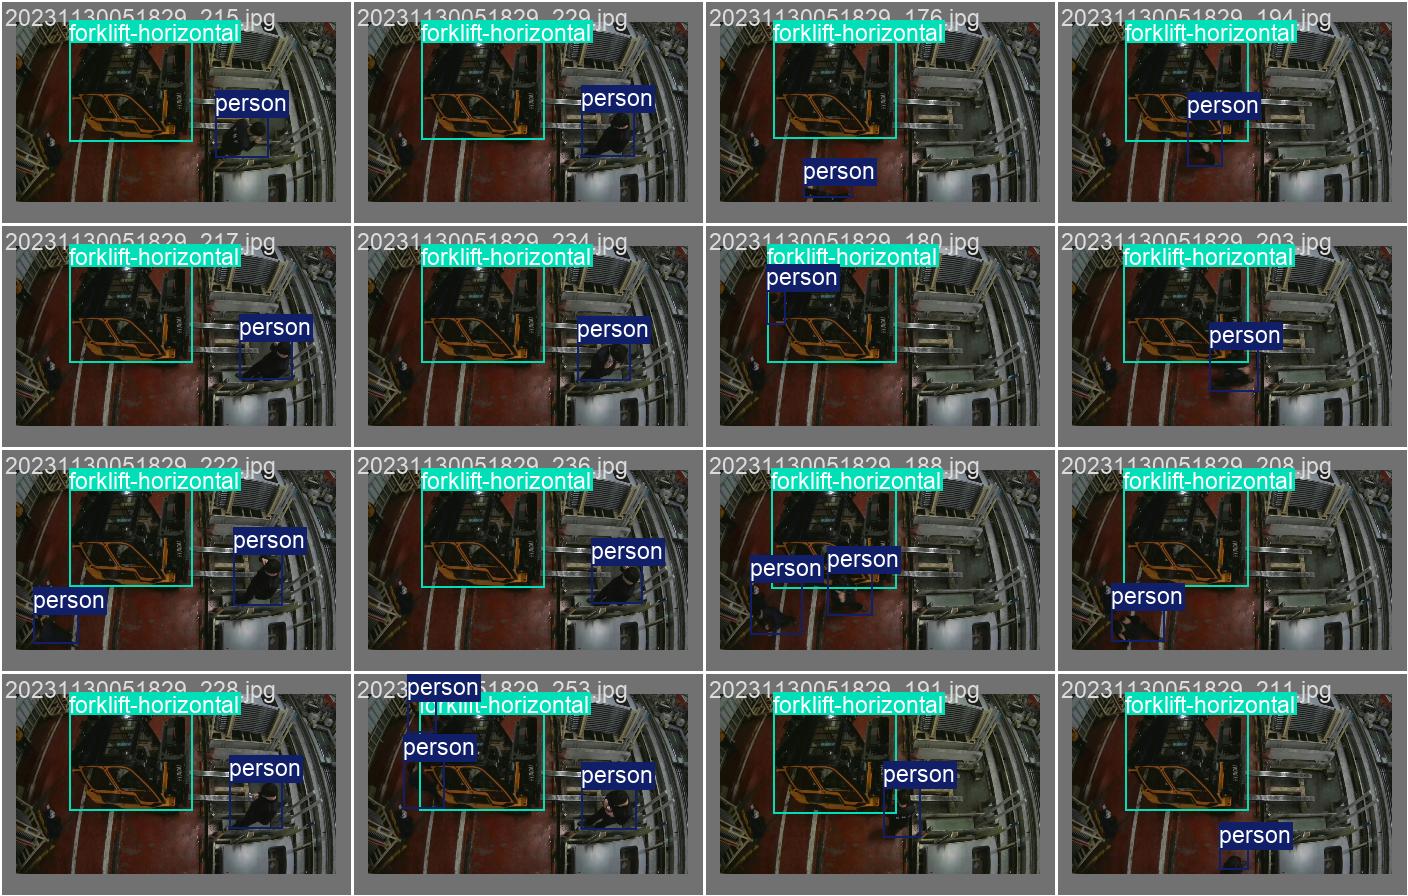 20231130051829_215.jpg
forklift-horizontal
person
20231130051829_229.jpg
forklift-horizontal
person
20231130051829_176.jpg
forklift-horizontal
person
20231130051829_194.jpg
forklift-horizontal
person
20231130051829_217.jpg
forklift-horizontal
person
20231130051829_234.jpg
forklift-horizontal
person
20231130051829_180.jpg
forklift-horizontal
person
20231130051829_203.jpg
forklift-horizontal
person
20231130051829_222.jpg
forklift-horizontal
person
person
20231130051829_236.jpg
forklift-horizontal
person
20231130051829_188.jpg
forklift-horizontal
person
person
20231130051829_208.jpg
forklift-horizontal
person
20231130051829_228.jpg
forklift-horizontal
person
person
forklift-horizontal
person
person
20231130051829_191.jpg
forklift-horizontal
person
20231130051829_211.jpg
forklift-horizontal
person